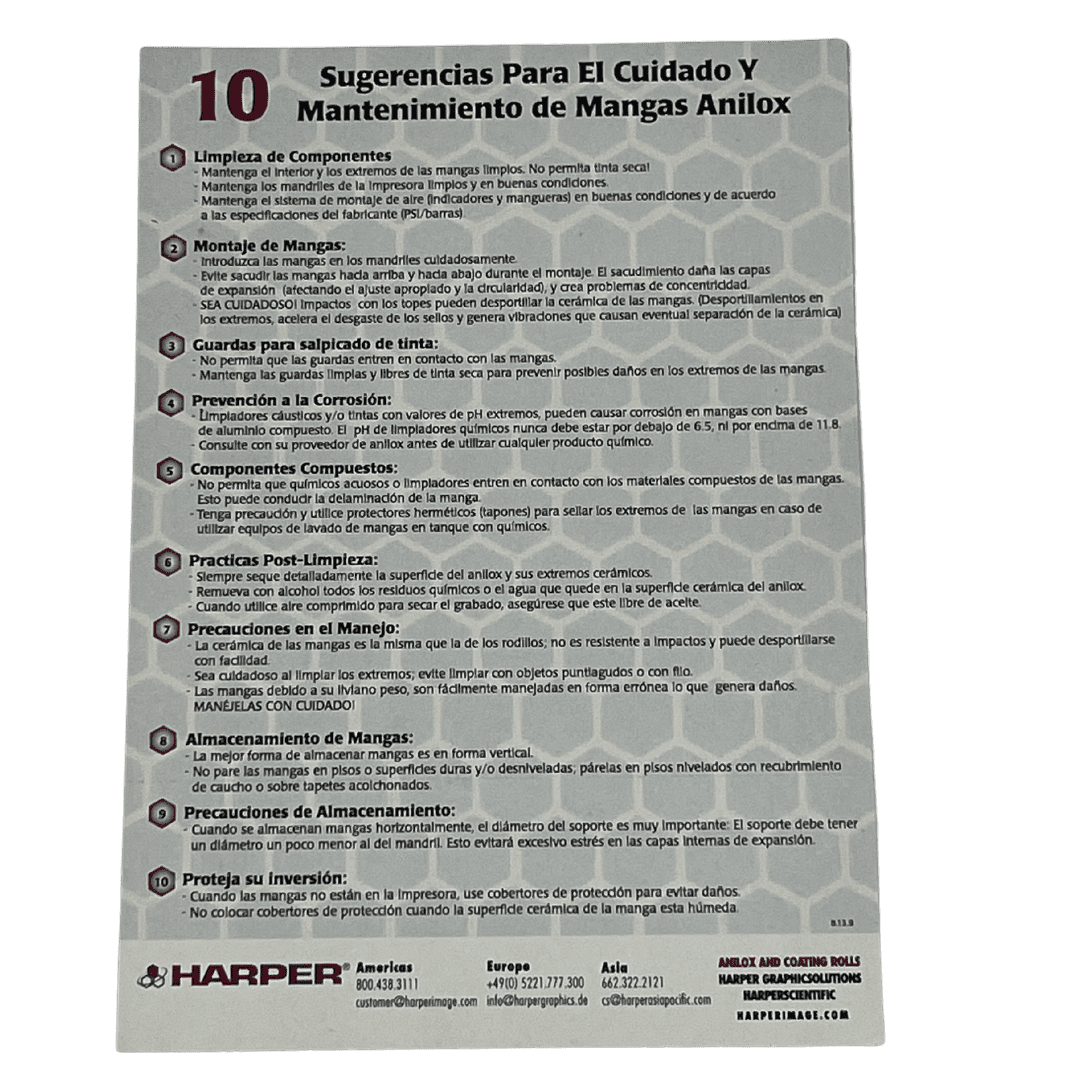 10 Sugerencias Para El Cuidado Y
Mantenimiento de Mangas Anilox
1 Limpieza de Componentes
- Mantenga el interior y los extremos de las mangas limpios. No permita tinta seca!
- Mantenga los mandriles de la impresora limpios y en buenas condiciones.
- Mantenga el sistema de montaje de aire (indicadores y mangueras) en buenas condiciones y de acuerdo
a las especificaciones del fabricante (PSI/barras)
2 Montaje de Mangas:
- Introduzca las mangas en los mandriles cuidadosamente.
- Evite sacudir las mangas hacia arriba y hacia abajo durante el montaje. El sacudimiento daña las capas
de expansión (afectando el ajuste apropiado y la circularidad), y crea problemas de concentricidad.
- SEA CUIDADOSO! Impactos con los topes pueden desportillar la cerámica de las mangas. (Desportillamientos en
los extremos, acelera el desgaste de los sellos y genera vibraciones que causan eventual separación de la cerámica)
3 Guardas para salpicado de tinta:
- No permita que las guardas entren en contacto con las mangas.
- Mantenga las guardas limpias y libres de tinta seca para prevenir posibles daños en los extremos de las mangas.
4 Prevención a la Corrosión:
- Limpiadores cáusticos y/o tintas con valores de pH extremos, pueden causar corrosión en mangas con bases
de aluminio compuesto. El pH de limpiadores químicos nunca debe estar por debajo de 6.5, ni por encima de 11.8.
- Consulte con su proveedor de anilox antes de utilizar cualquier producto químico.
5 Componentes Compuestos:
- No permita que químicos acuosos o limpiadores entren en contacto con los materiales compuestos de las mangas.
Esto puede conducir la delaminación de la manga.
- Tenga precaución y utilice protectores herméticos (tapones) para sellar los extremos de las mangas en caso de
utilizar equipos de lavado de mangas en tanque con químicos.
6 Practicas Post-Limpieza:
- Siempre seque detalladamente la superficie del anilox y sus extremos cerámicos.
- Remueva con alcohol todos los residuos químicos o el agua que quede en la superficie cerámica del anilox.
- Cuando utilice aire comprimido para secar el grabado, asegúrese que este libre de aceite.
7 Precauciones en el Manejo:
- La cerámica de las mangas es la misma que la de los rodillos; no es resistente a impactos y puede desportillarse
con facilidad.
- Sea cuidadoso al limpiar los extremos; evite limpiar con objetos puntiagudos o con filo.
- Las mangas debido a su liviano peso, son fácilmente manejadas en forma errónea lo que genera daños.
MANÉJELAS CON CUIDADO!
8 Almacenamiento de Mangas:
- La mejor forma de almacenar mangas es en forma vertical.
- No pare las mangas en pisos o superficies duras y/o desniveladas; párelas en pisos nivelados con recubrimiento
de caucho o sobre tapetes acolchonados.
9 Precauciones de Almacenamiento:
- Cuando se almacenan mangas horizontalmente, el diámetro del soporte es muy importante: El soporte debe tener
un diámetro un poco menor al del mandril. Esto evitará excesivo estrés en las capas internas de expansión.
10 Proteja su inversión:
- Cuando las mangas no están en la impresora, use cobertores de protección para evitar daños.
- No colocar cobertores de protección cuando la superficie cerámica de la manga esta húmeda.
8.13.9
HARPER®
Americas
800.438.3111
customer@harperimage.com
Europe
+49(0) 5221.777.300
info@harpergraphics.de
Asia
662.322.2121
cs@harperasiapacific.com
ANILOX AND COATING ROLLS
HARPER GRAPHICSOLUTIONS
HARPERSCIENTIFIC
HARPERIMAGE.COM